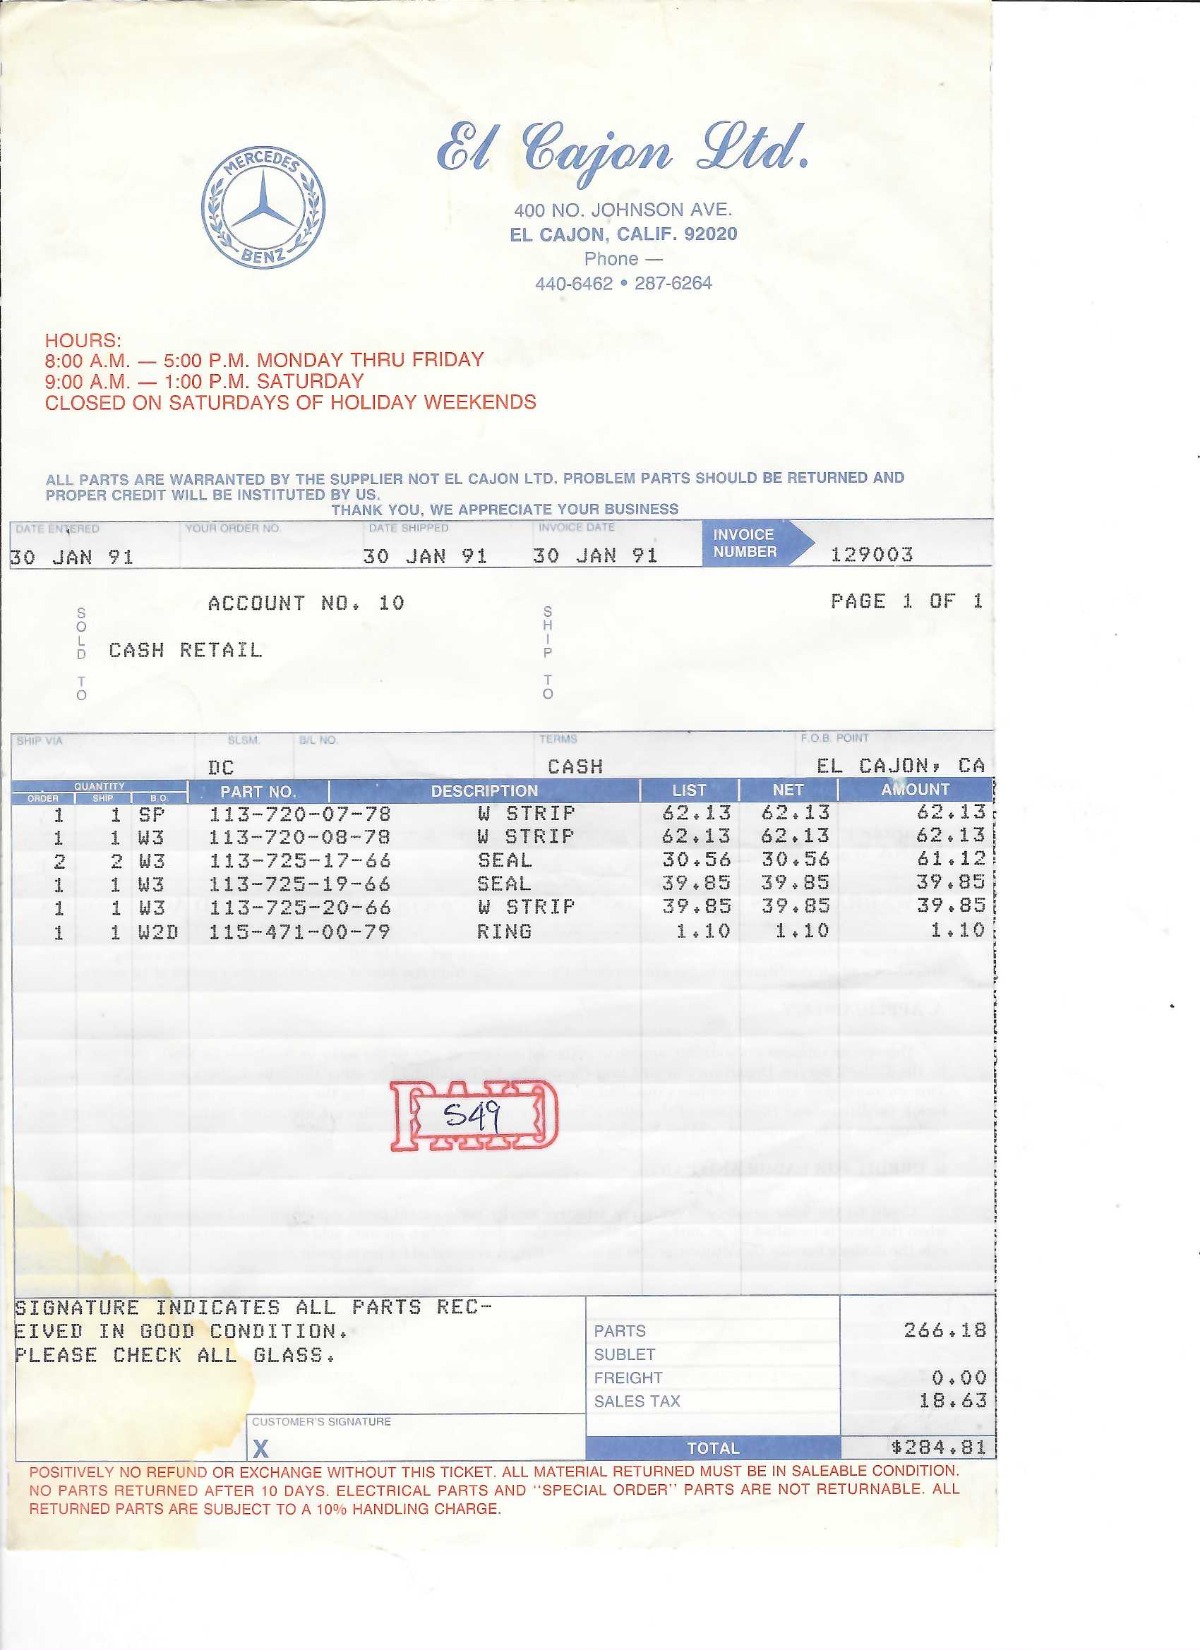 MERCEDES
BENZ
El Cajon Ltd.
400 NO. JOHNSON AVE.
EL CAJON, CALIF. 92020
Phone —
440-6462 • 287-6264
HOURS:
8:00 A.M. — 5:00 P.M. MONDAY THRU FRIDAY
9:00 A.M. — 1:00 P.M. SATURDAY
CLOSED ON SATURDAYS OF HOLIDAY WEEKENDS
ALL PARTS ARE WARRANTED BY THE SUPPLIER NOT EL CAJON LTD. PROBLEM PARTS SHOULD BE RETURNED AND
PROPER CREDIT WILL BE INSTITUTED BY US.
THANK YOU, WE APPRECIATE YOUR BUSINESS
DATE ENTERED YOUR ORDER NO. DATE SHIPPED INVOICE DATE INVOICE NUMBER
30 JAN 91 30 JAN 91 30 JAN 91 129003
ACCOUNT NO. 10 PAGE 1 OF 1
SOLD TO CASH RETAIL SHIP TO
SHIP VIA SLSM. B/L NO. TERMS F.O.B. POINT
DC CASH EL CAJON, CA
QUANTITY
ORDER SHIP B.O. PART NO. DESCRIPTION LIST NET AMOUNT
1 1 SP 113-720-07-78 W STRIP 62.13 62.13 62.13
1 1 W3 113-720-08-78 W STRIP 62.13 62.13 62.13
2 2 W3 113-725-17-66 SEAL 30.56 30.56 61.12
1 1 W3 113-725-19-66 SEAL 39.85 39.85 39.85
1 1 W3 113-725-20-66 W STRIP 39.85 39.85 39.85
1 1 W2D 115-471-00-79 RING 1.10 1.10 1.10
PAID
549
SIGNATURE INDICATES ALL PARTS REC-
EIVED IN GOOD CONDITION.
PLEASE CHECK ALL GLASS.
PARTS 266.18
SUBLET
FREIGHT 0.00
SALES TAX 18.63
CUSTOMER'S SIGNATURE
X
TOTAL $284.81
POSITIVELY NO REFUND OR EXCHANGE WITHOUT THIS TICKET. ALL MATERIAL RETURNED MUST BE IN SALEABLE CONDITION.
NO PARTS RETURNED AFTER 10 DAYS. ELECTRICAL PARTS AND "SPECIAL ORDER" PARTS ARE NOT RETURNABLE. ALL
RETURNED PARTS ARE SUBJECT TO A 10% HANDLING CHARGE.